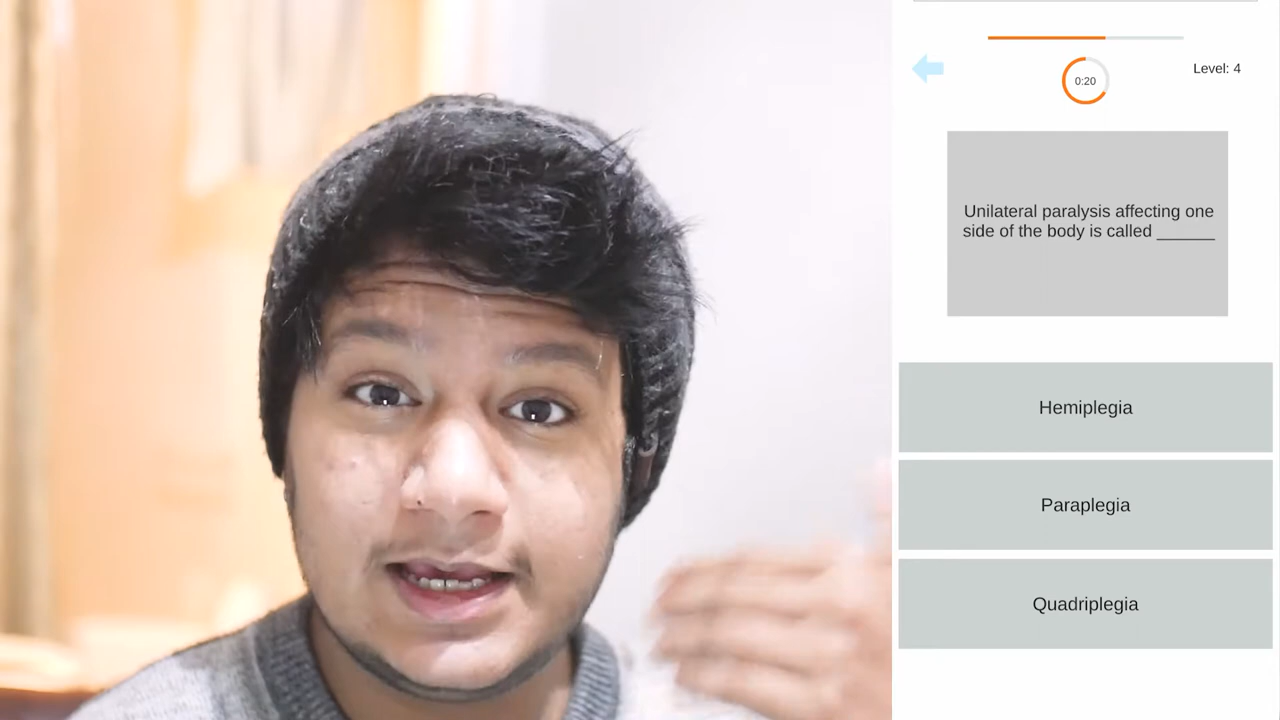 0:20
Level: 4
Unilateral paralysis affecting one
side of the body is called ______
Hemiplegia
Paraplegia
Quadriplegia